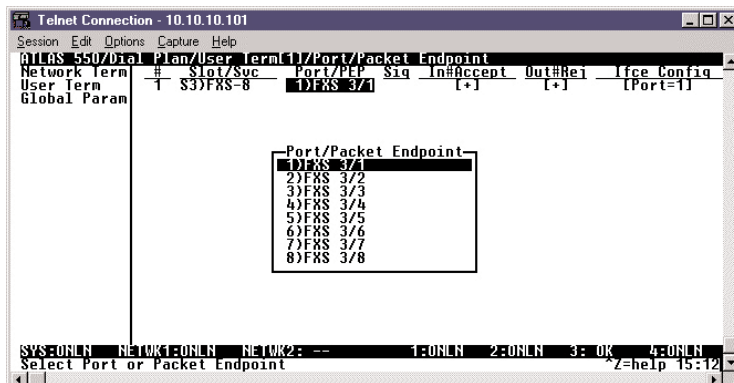 Telnet Connection - 10.10.10.101
Session Edit Options Capture Help
ATLAS 550/Dial Plan/User Term[1]/Port/Packet Endpoint
Network Term # Slot/Svc Port/PEP Sig In#Accept Out#Rej Ifce Config
User Term 1 S3)FXS-8 1)FXS 3/1 [+] [+] [Port=1]
Global Param
Port/Packet Endpoint
1)FXS 3/1
2)FXS 3/2
3)FXS 3/3
4)FXS 3/4
5)FXS 3/5
6)FXS 3/6
7)FXS 3/7
8)FXS 3/8
SYS:ONLN NETWK1:ONLN NETWK2: -- 1:ONLN 2:ONLN 3: OK 4:ONLN
Select Port or Packet Endpoint ^Z=help 15:12